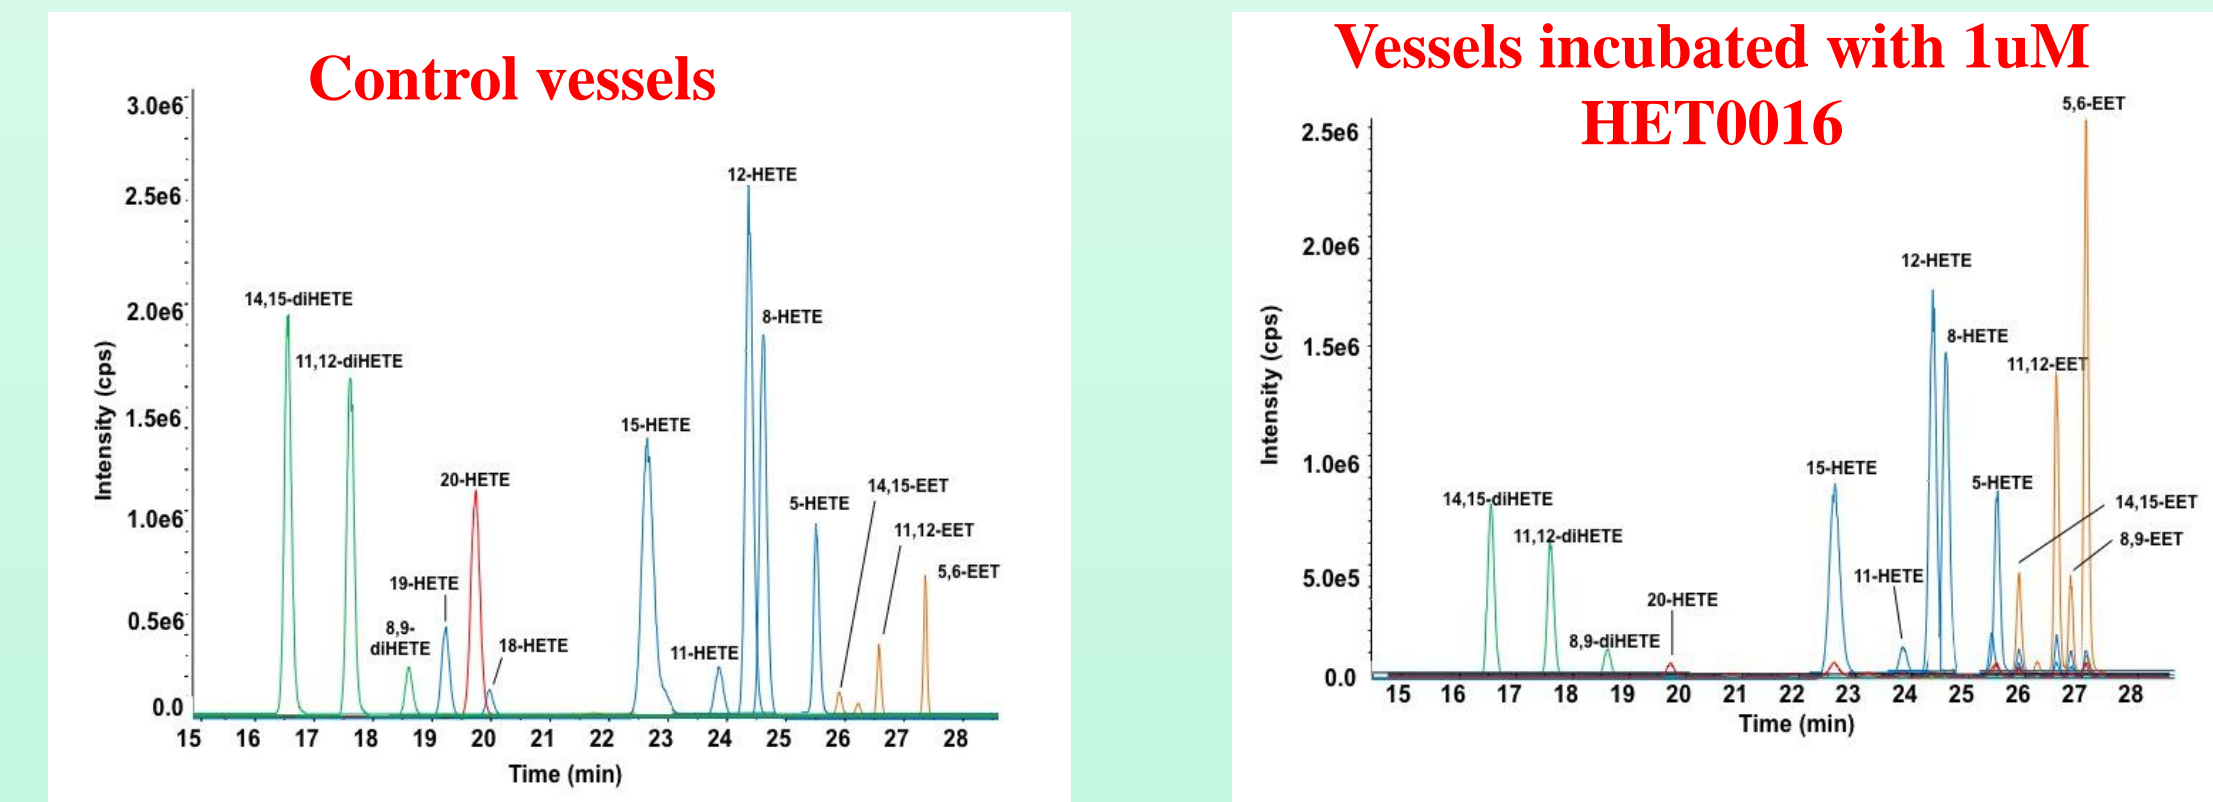 Control vessels
3.0e6
2.5e6
2.0e6
1.5e6
1.0e6
0.5e6
0.0
Intensity (cps)
14,15-diHETE
11,12-diHETE
8,9-
diHETE
19-HETE
20-HETE
18-HETE
15-HETE
11-HETE
12-HETE
8-HETE
5-HETE
14,15-EET
11,12-EET
5,6-EET
15 16 17 18 19 20 21 22 23 24 25 26 27 28
Time (min)
Vessels incubated with 1uM
HET0016
2.5e6
2.0e6
1.5e6
1.0e6
5.0e5
0.0
Intensity (cps)
14,15-diHETE
11,12-diHETE
8,9-diHETE
20-HETE
15-HETE
11-HETE
12-HETE
8-HETE
5-HETE
11,12-EET
5,6-EET
14,15-EET
8,9-EET
15 16 17 18 19 20 21 22 23 24 25 26 27 28
Time (min)